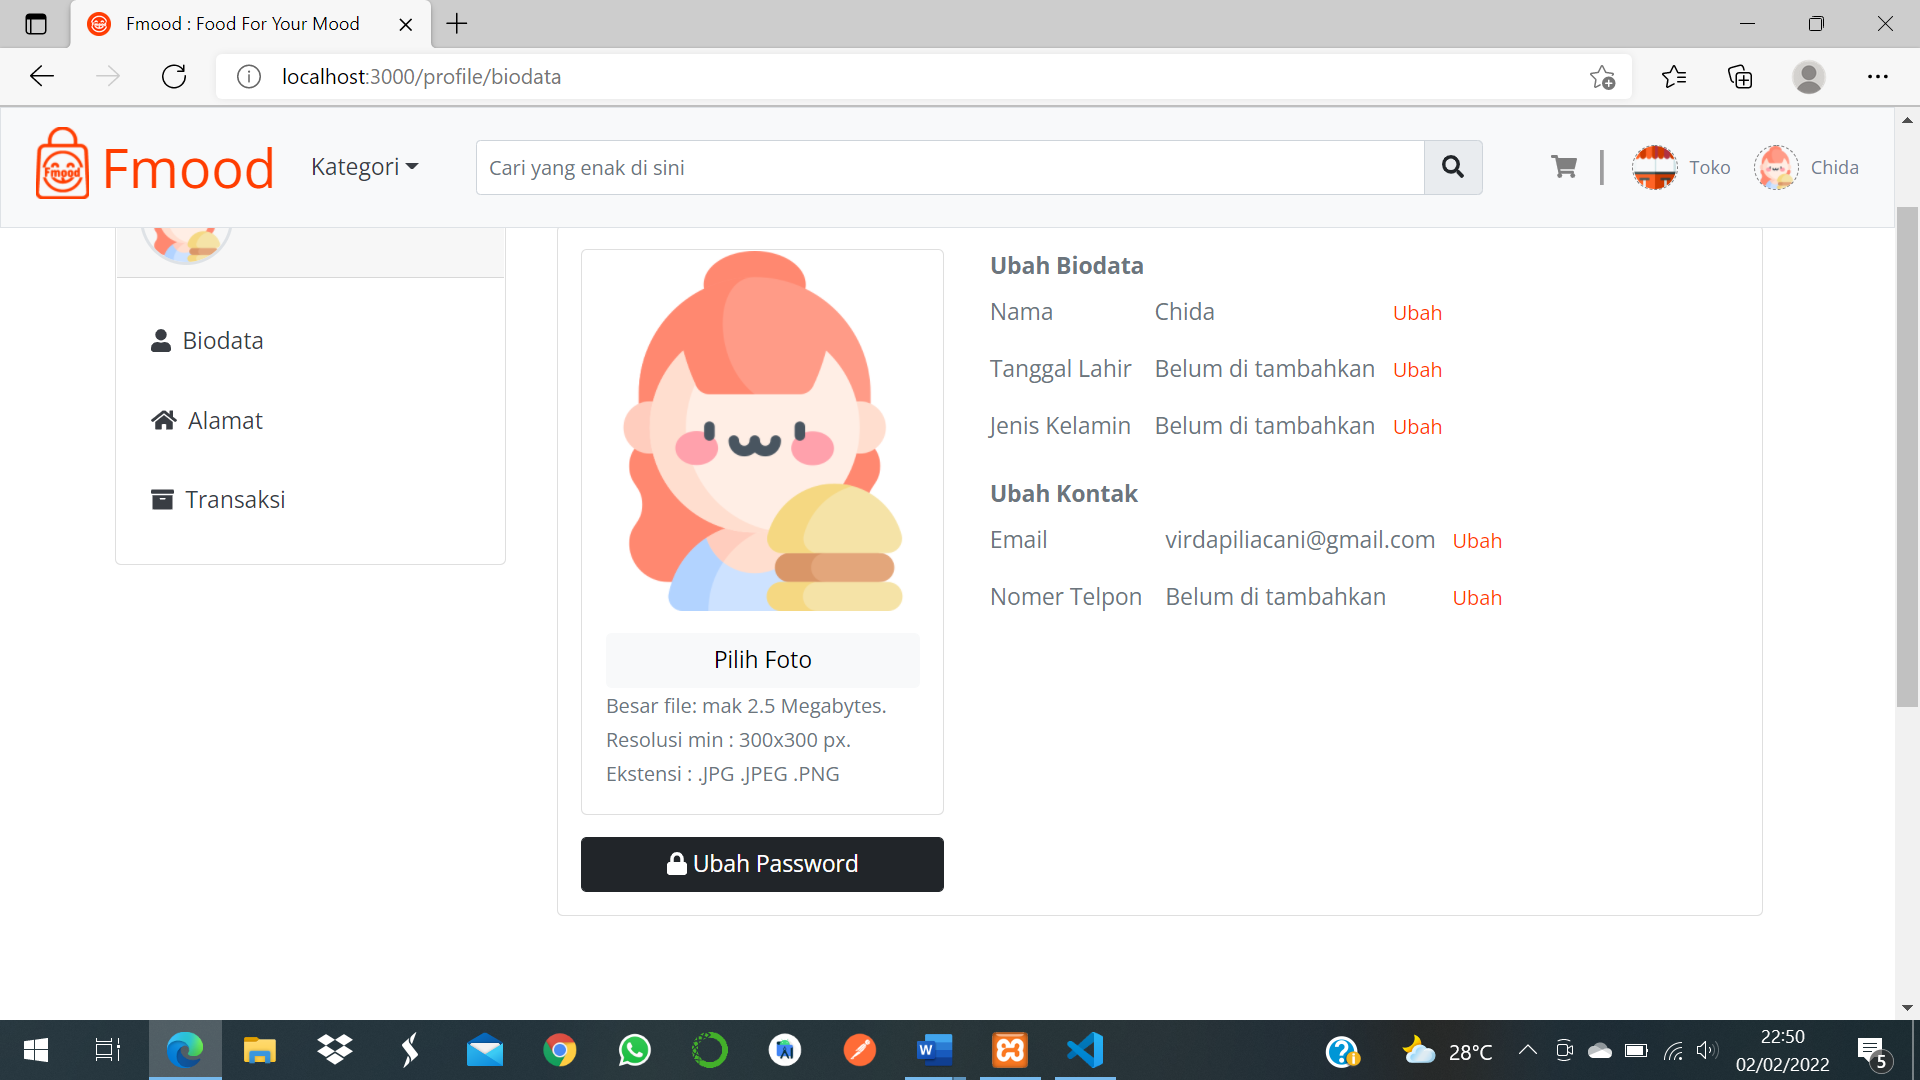 Fmood : Food For Your Mood
localhost:3000/profile/biodata
Fmood
Fmood
Kategori
Cari yang enak di sini
Toko
Chida
Biodata
Alamat
Transaksi
Pilih Foto
Besar file: mak 2.5 Megabytes.
Resolusi min : 300x300 px.
Ekstensi : .JPG .JPEG .PNG
Ubah Password
Ubah Biodata
Nama Chida Ubah
Tanggal Lahir Belum di tambahkan Ubah
Jenis Kelamin Belum di tambahkan Ubah
Ubah Kontak
Email virdapiliacani@gmail.com Ubah
Nomer Telpon Belum di tambahkan Ubah
28°C
22:50
02/02/2022
5